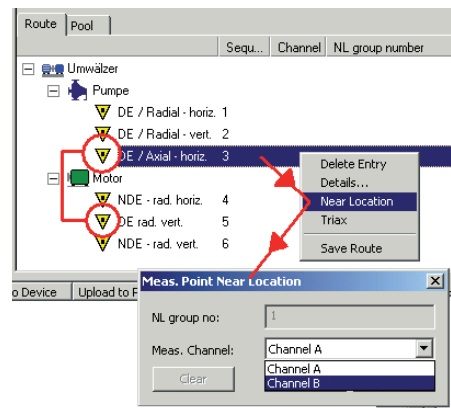 Route Pool
Sequ... Channel NL group number
Umwälzer
Pumpe
DE / Radial - horiz. 1
DE / Radial - vert. 2
DE / Axial - horiz. 3
Motor
NDE - rad. horiz. 4
DE rad. vert. 5
NDE - rad. vert. 6
Delete Entry
Details...
Near Location
Triax
Save Route
o Device Upload to P
Meas. Point Near Location
NL group no: 1
Meas. Channel: Channel A
Channel A
Channel B
Clear